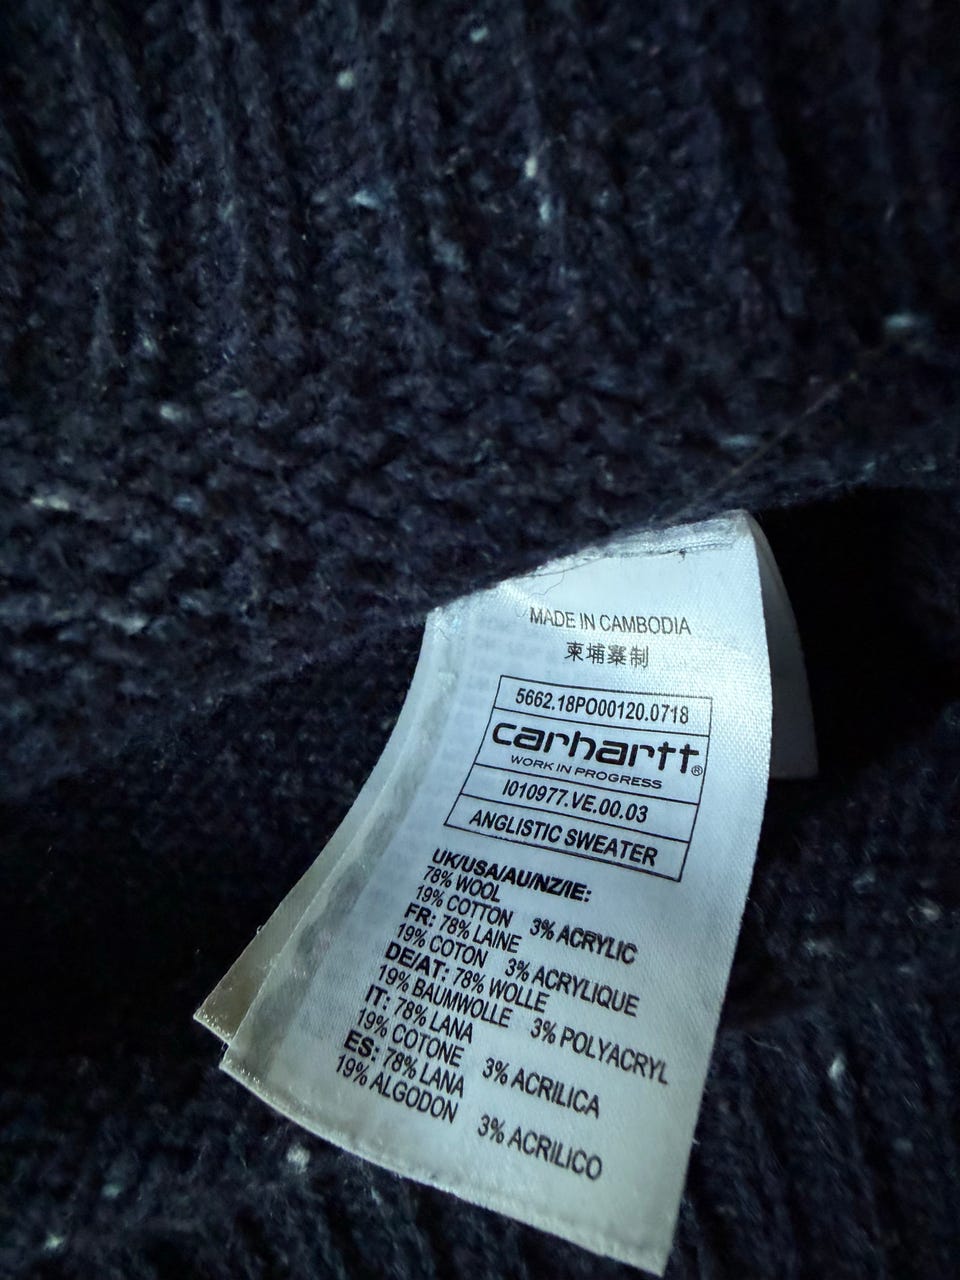 MADE IN CAMBODIA
柬埔寨制
5662.18PO00120.0718
carhartt®
WORK IN PROGRESS
I010977.VE.00.03
ANGLISTIC SWEATER
UK/USA/AU/NZ/IE:
78% WOOL
19% COTTON 3% ACRYLIC
FR: 78% LAINE
19% COTON 3% ACRYLIQUE
DE/AT: 78% WOLLE
19% BAUMWOLLE 3% POLYACRYL
IT: 78% LANA
19% COTONE 3% ACRILICA
ES: 78% LANA
19% ALGODON 3% ACRILICO